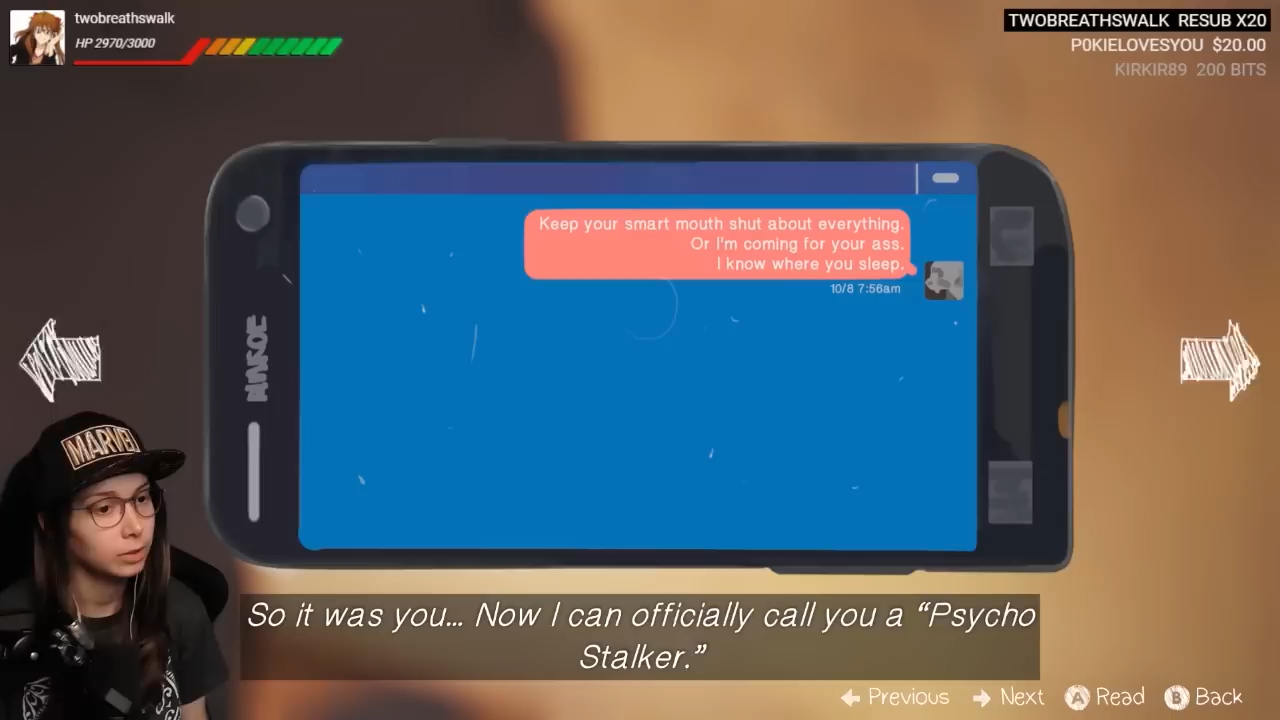 twobreathswalk
HP 2970/3000
TWOBREATHSWALK RESUB X20
P0KIELOVESYOU $20.00
KIRKIR89 200 BITS
Keep your smart mouth shut about everything.
Or I'm coming for your ass.
I know where you sleep.
10/8 7:56am
MARVEL
So it was you... Now I can officially call you a “Psycho
Stalker.”
Previous
Next
A Read
B Back